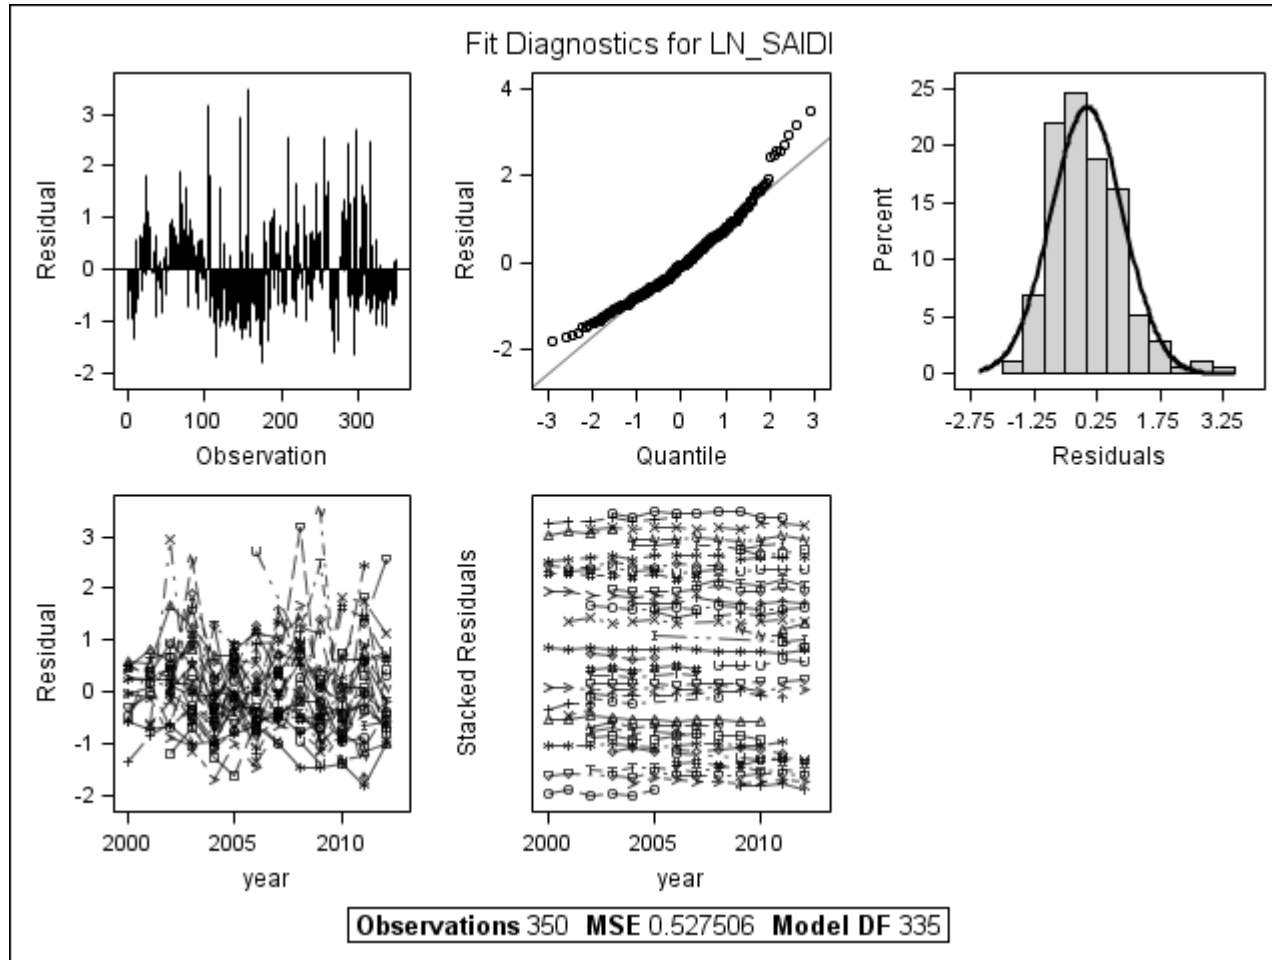 Fit Diagnostics for LN_SAIDI
Residual
3
2
1
0
-1
-2
0 100 200 300
Observation
Residual
4
2
0
-2
-3 -2 -1 0 1 2 3
Quantile
Percent
25
20
15
10
5
0
-2.75 -1.25 0.25 1.75 3.25
Residuals
Residual
3
2
1
0
-1
-2
2000 2005 2010
year
Stacked Residuals
2000 2005 2010
year
Observations 350 MSE 0.527506 Model DF 335